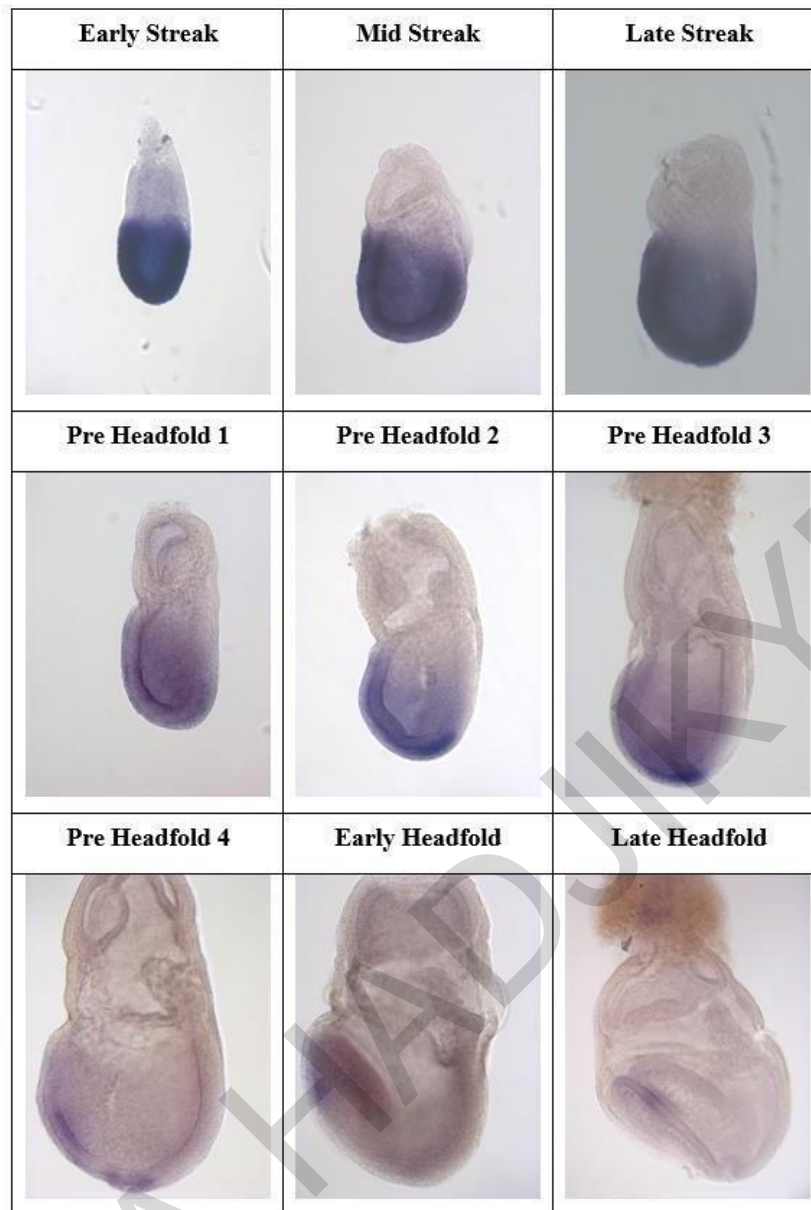 Early Streak
Mid Streak
Late Streak
Pre Headfold 1
Pre Headfold 2
Pre Headfold 3
Pre Headfold 4
Early Headfold
Late Headfold